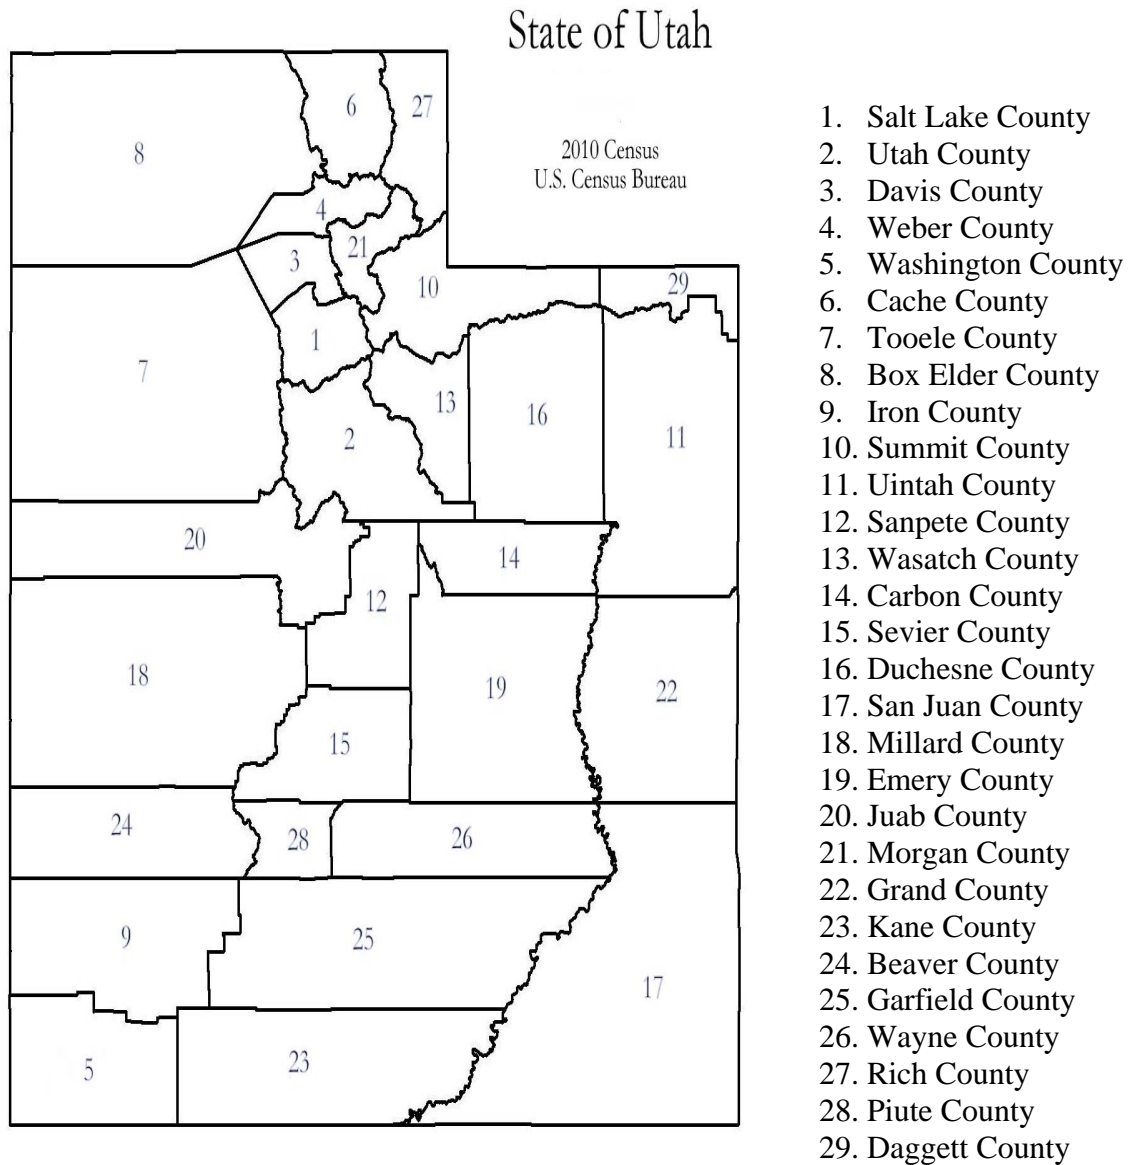 State of Utah
2010 Census
U.S. Census Bureau
6
27
8
4
21
3
10
29
1
7
13
16
2
11
20
14
12
18
19
22
15
24
28
26
9
25
17
5
23
1. Salt Lake County
2. Utah County
3. Davis County
4. Weber County
5. Washington County
6. Cache County
7. Tooele County
8. Box Elder County
9. Iron County
10. Summit County
11. Uintah County
12. Sanpete County
13. Wasatch County
14. Carbon County
15. Sevier County
16. Duchesne County
17. San Juan County
18. Millard County
19. Emery County
20. Juab County
21. Morgan County
22. Grand County
23. Kane County
24. Beaver County
25. Garfield County
26. Wayne County
27. Rich County
28. Piute County
29. Daggett County